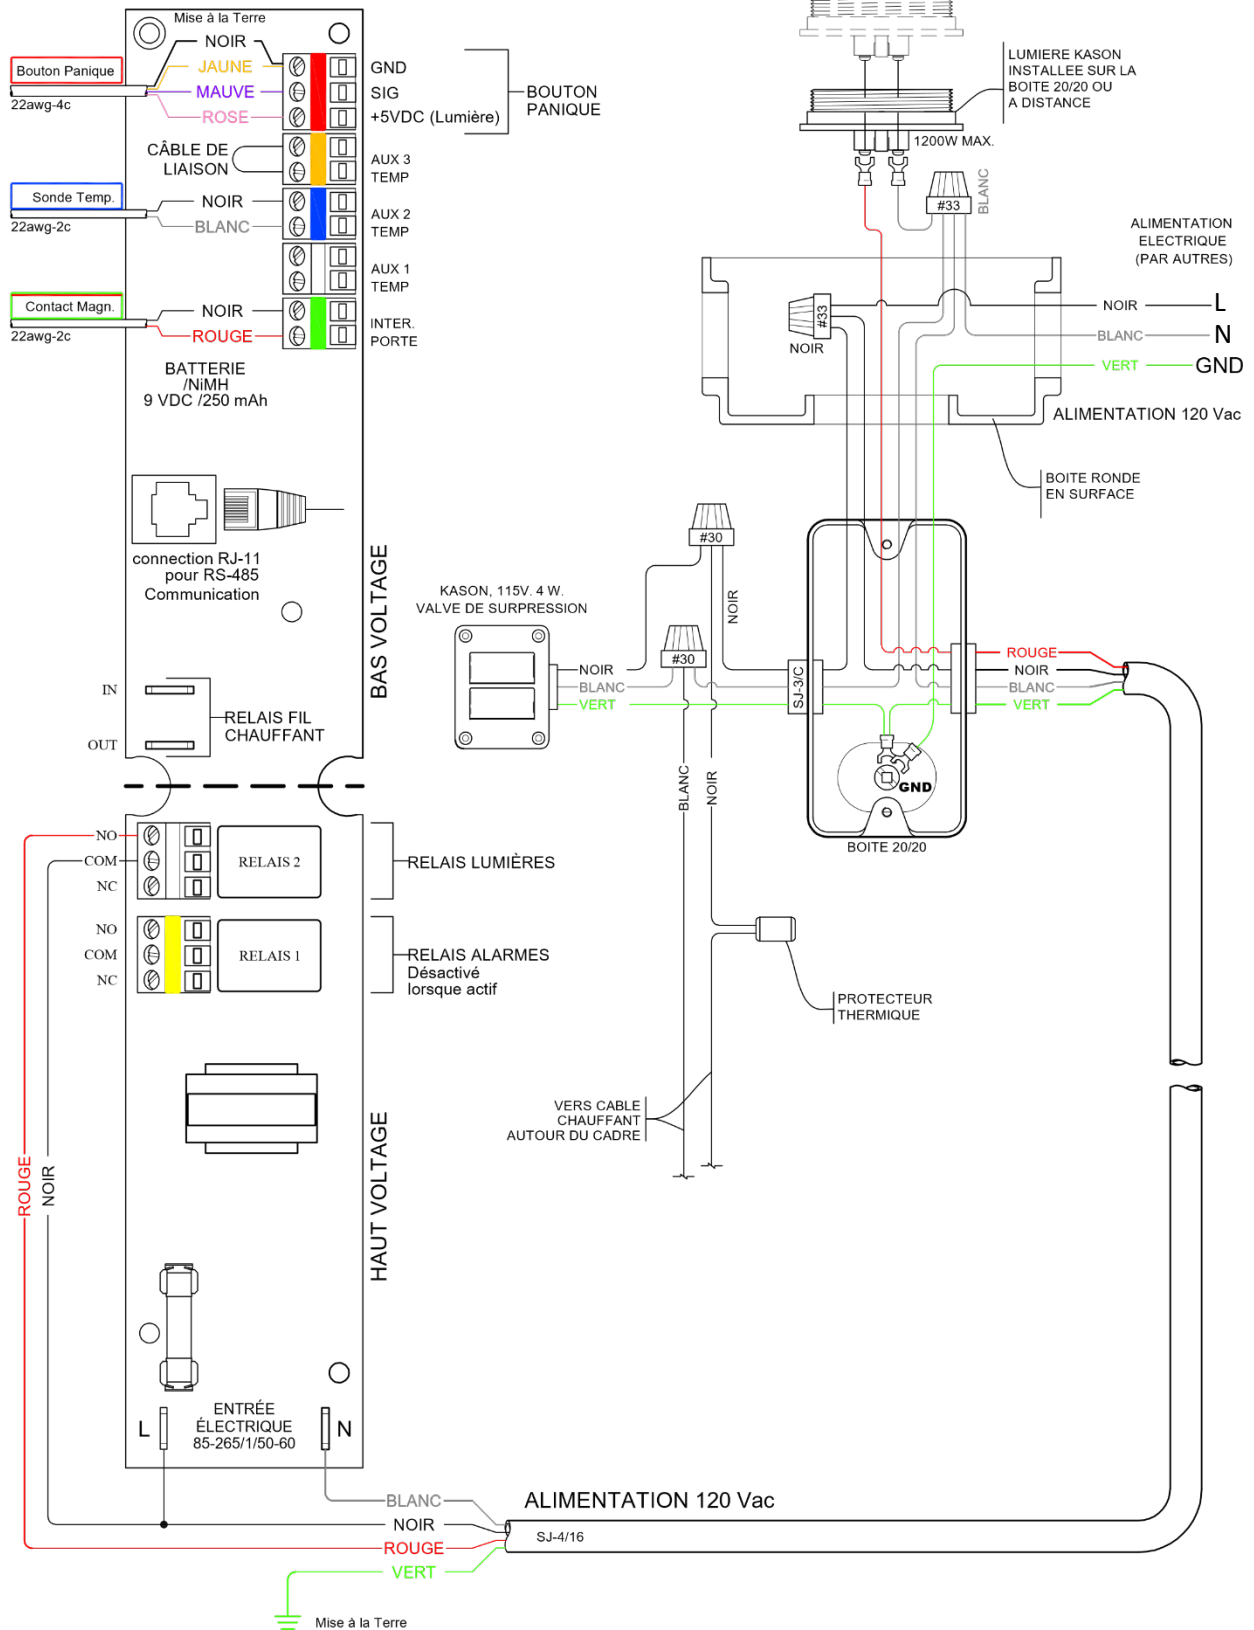 Mise à la Terre
NOIR
Bouton Panique
JAUNE
GND
22awg-4c
MAUVE
SIG
ROSE
+5VDC (Lumière)
BOUTON
PANIQUE
CÂBLE DE
LIAISON
AUX 3
TEMP
Sonde Temp.
NOIR
22awg-2c
BLANC
AUX 2
TEMP
AUX 1
TEMP
Contact Magn.
NOIR
22awg-2c
ROUGE
INTER.
PORTE
BATTERIE
/NiMH
9 VDC /250 mAh
connection RJ-11
pour RS-485
Communication
BAS VOLTAGE
IN
OUT
RELAIS FIL
CHAUFFANT
NO
COM
NC
RELAIS 2
RELAIS LUMIÈRES
NO
COM
NC
RELAIS 1
RELAIS ALARMES
Désactivé
lorsque actif
HAUT VOLTAGE
ROUGE
NOIR
L
ENTRÉE
ÉLECTRIQUE
85-265/1/50-60
N
BLANC
NOIR
ROUGE
VERT
Mise à la Terre
ALIMENTATION 120 Vac
SJ-4/16
LUMIERE KASON
INSTALLEE SUR LA
BOITE 20/20 OU
A DISTANCE
1200W MAX.
#33
BLANC
ALIMENTATION
ELECTRIQUE
(PAR AUTRES)
#33
NOIR
NOIR
L
BLANC
N
VERT
GND
ALIMENTATION 120 Vac
BOITE RONDE
EN SURFACE
#30
NOIR
KASON, 115V. 4 W.
VALVE DE SURPRESSION
#30
NOIR
BLANC
VERT
SJ-3/C
ROUGE
NOIR
BLANC
VERT
GND
BOITE 20/20
BLANC
NOIR
PROTECTEUR
THERMIQUE
VERS CABLE
CHAUFFANT
AUTOUR DU CADRE